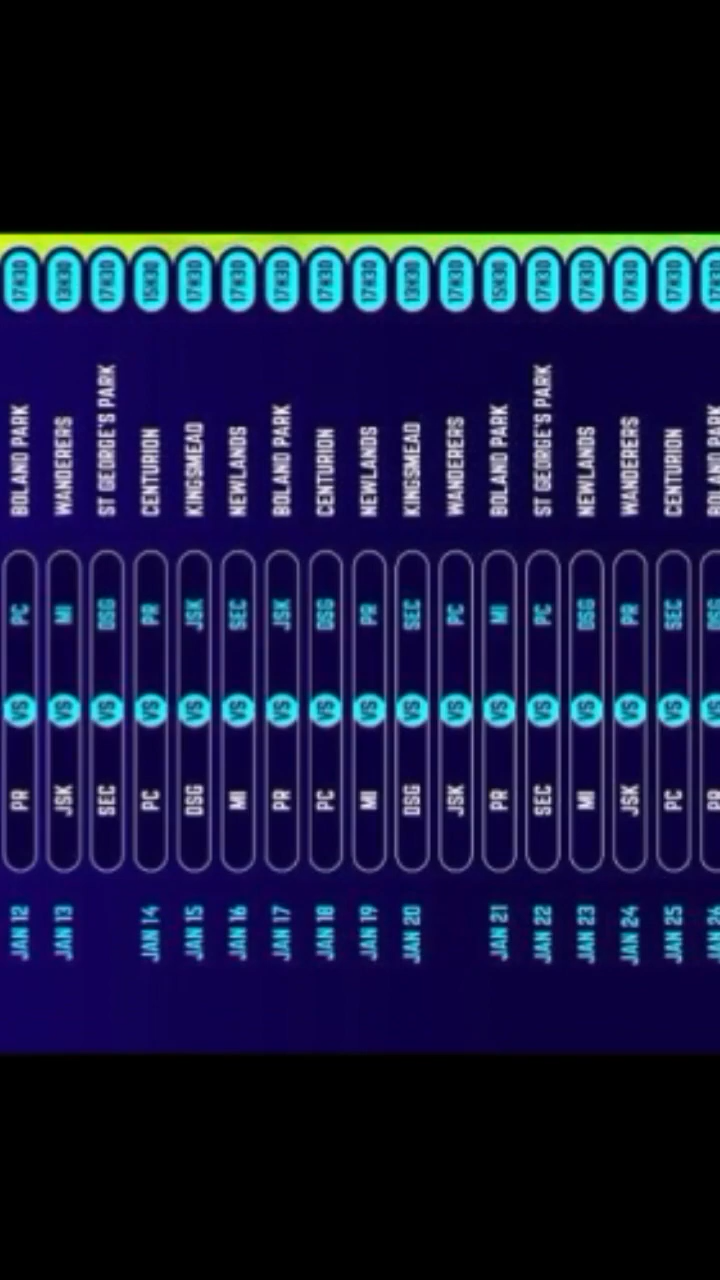 JAN 12 PR VS PC BOLAND PARK 17H30
JAN 13 JSK VS MI WANDERERS 13H30
SEC VS DSG ST GEORGE'S PARK 17H30
JAN 14 PC VS PR CENTURION 15H30
JAN 15 DSG VS JSK KINGSMEAD 17H30
JAN 16 MI VS SEC NEWLANDS 17H30
JAN 17 PR VS JSK BOLAND PARK 17H30
JAN 18 PC VS DSG CENTURION 17H30
JAN 19 MI VS PR NEWLANDS 17H30
JAN 20 DSG VS SEC KINGSMEAD
JSK VS PC WANDERERS 17H30
JAN 21 PR VS MI BOLAND PARK 15H30
JAN 22 SEC VS PC ST GEORGE'S PARK 17H30
JAN 23 MI VS DSG NEWLANDS 17H30
JAN 24 JSK VS PR WANDERERS 17H30
JAN 25 PC VS SEC CENTURION 17H30
PR VS DSG BOLAND PARK